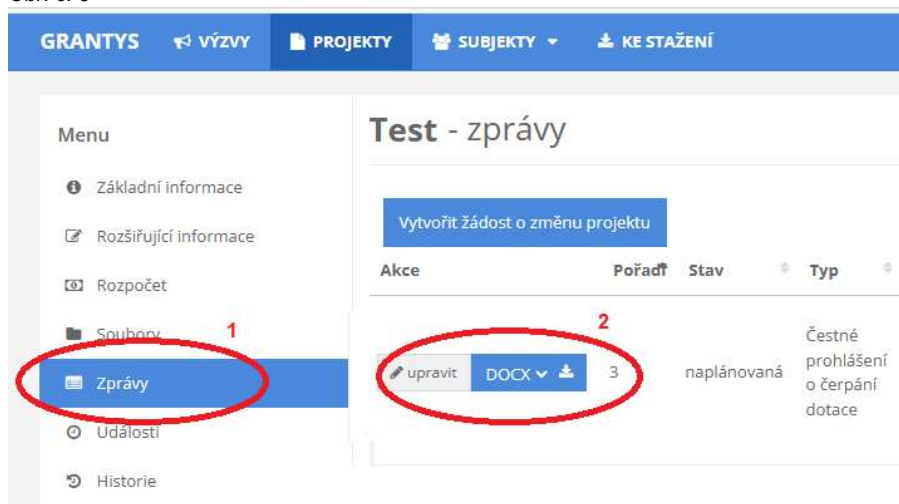 GRANTYS VÝZVY PROJEKTY SUBJEKTY KE STAŽENÍ
Menu
Základní informace
Rozšiřující informace
Rozpočet
Soubory
1
Zprávy
Události
Historie
Test - zprávy
Vytvořit žádost o změnu projektu
Akce Pořadí Stav Typ
2
upravit DOCX 3 naplánovaná Čestné
prohlášení
o čerpání
dotace